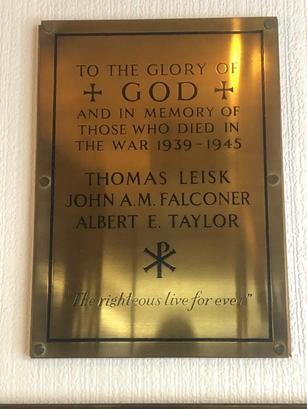 TO THE GLORY OF
✠ GOD ✠
AND IN MEMORY OF
THOSE WHO DIED IN
THE WAR 1939-1945
THOMAS LEISK
JOHN A.M. FALCONER
ALBERT E. TAYLOR
☧
"The righteous live for ever"